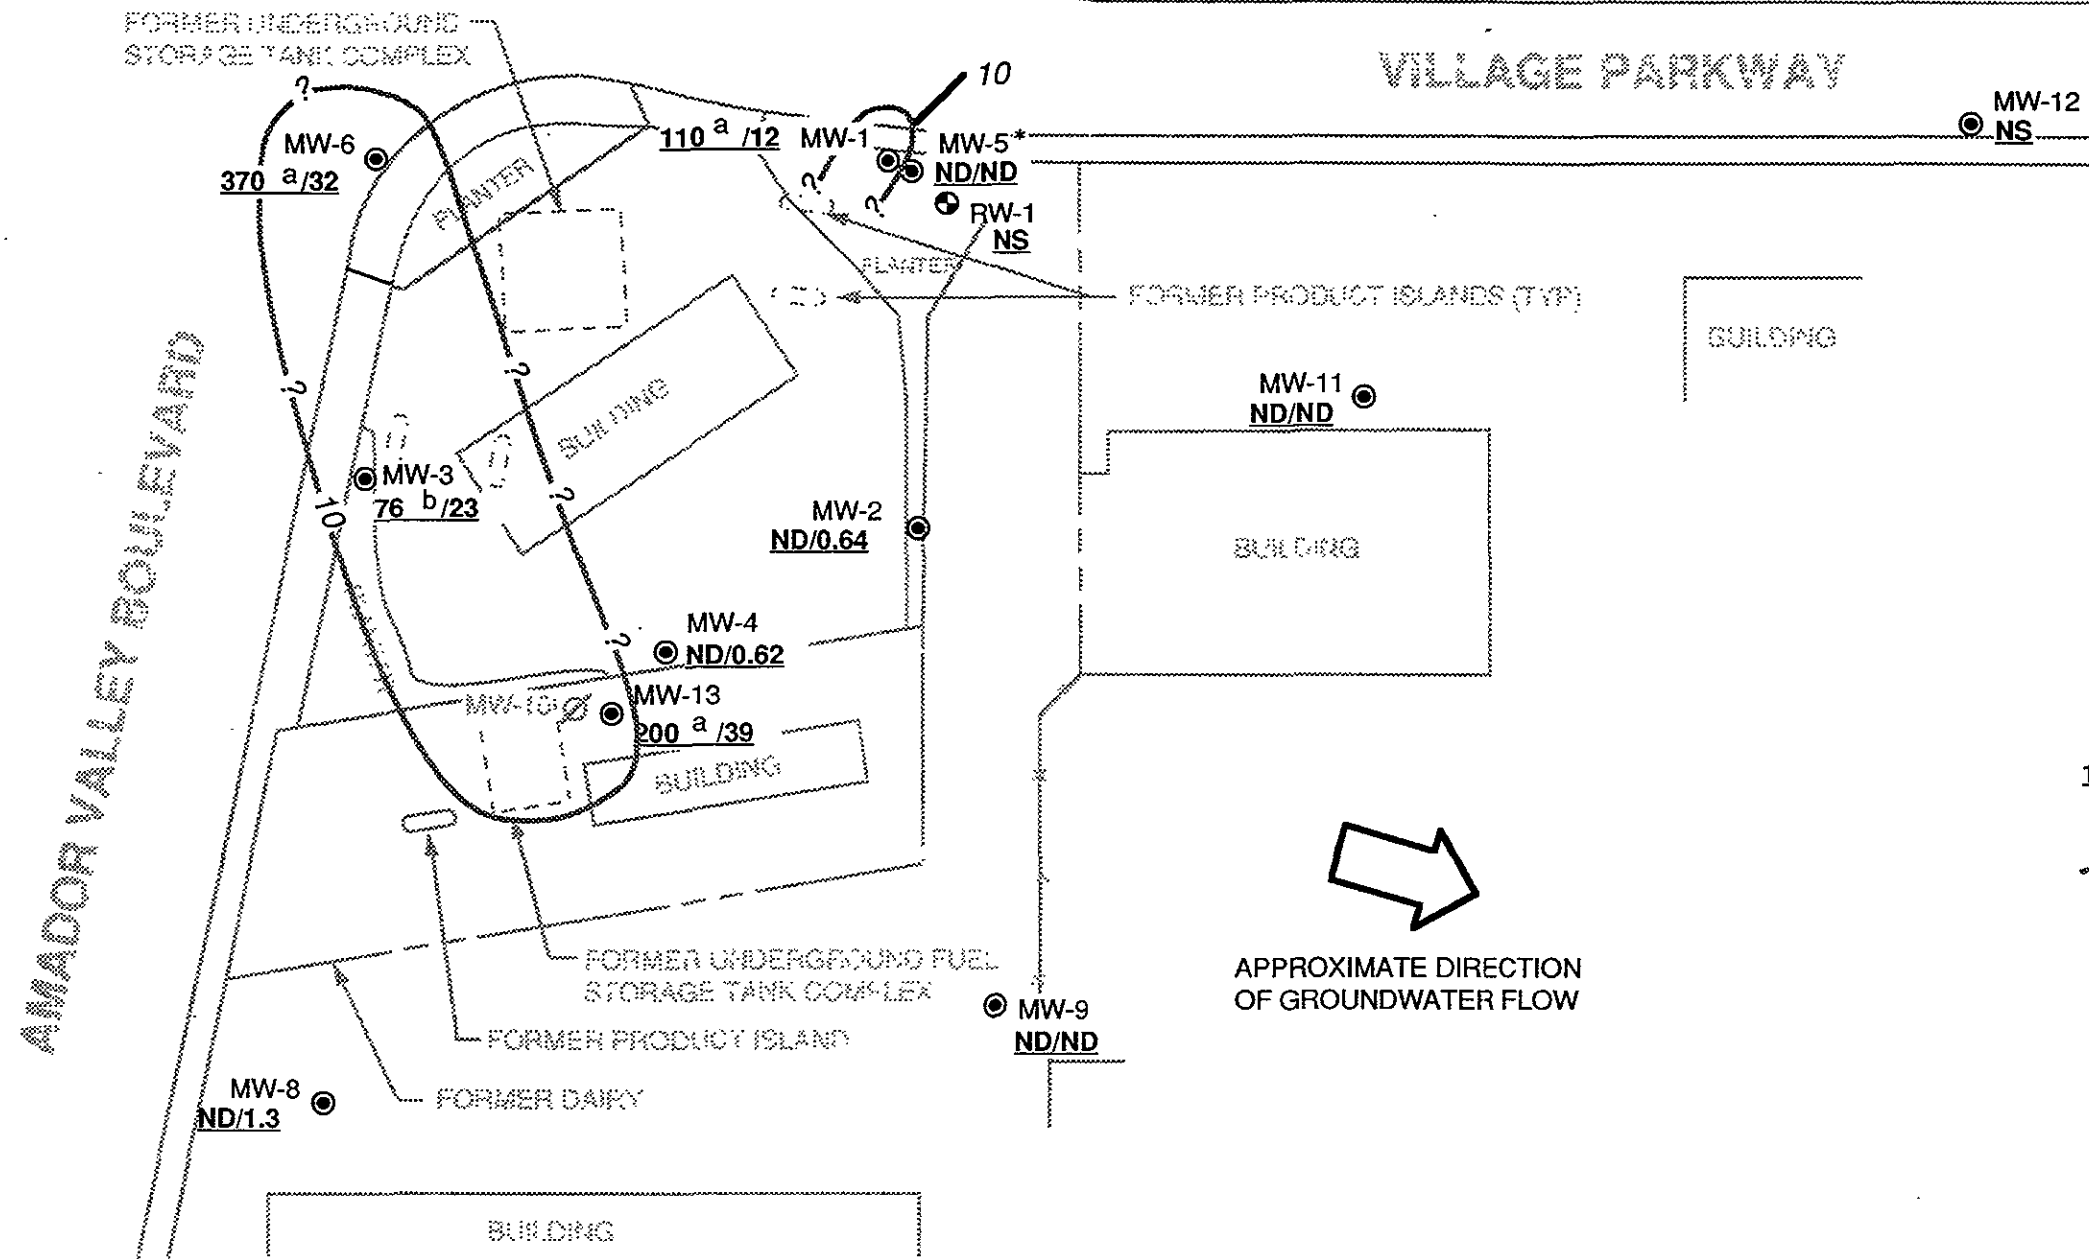 FORMER UNDERGROUND
STORAGE TANK COMPLEX
VILLAGE PARKWAY
10
MW-12
NS
?
MW-6
370 a /32
PLANTER
110 a /12
MW-1
MW-5*
ND/ND
?
?
RW-1
NS
PLANTER
FORMER PRODUCT ISLANDS (TYP)
BUILDING
AMADOR VALLEY BOULEVARD
?
?
BUILDING
MW-11
ND/ND
MW-3
76 b /23
10
?
MW-2
ND/0.64
BUILDING
MW-4
ND/0.62
?
MW-13
200 a /39
BUILDING
APPROXIMATE DIRECTION
OF GROUNDWATER FLOW
FORMER UNDERGROUND FUEL
STORAGE TANK COMPLEX
FORMER PRODUCT ISLAND
MW-9
ND/ND
MW-8
ND/1.3
FORMER DAIRY
BUILDING